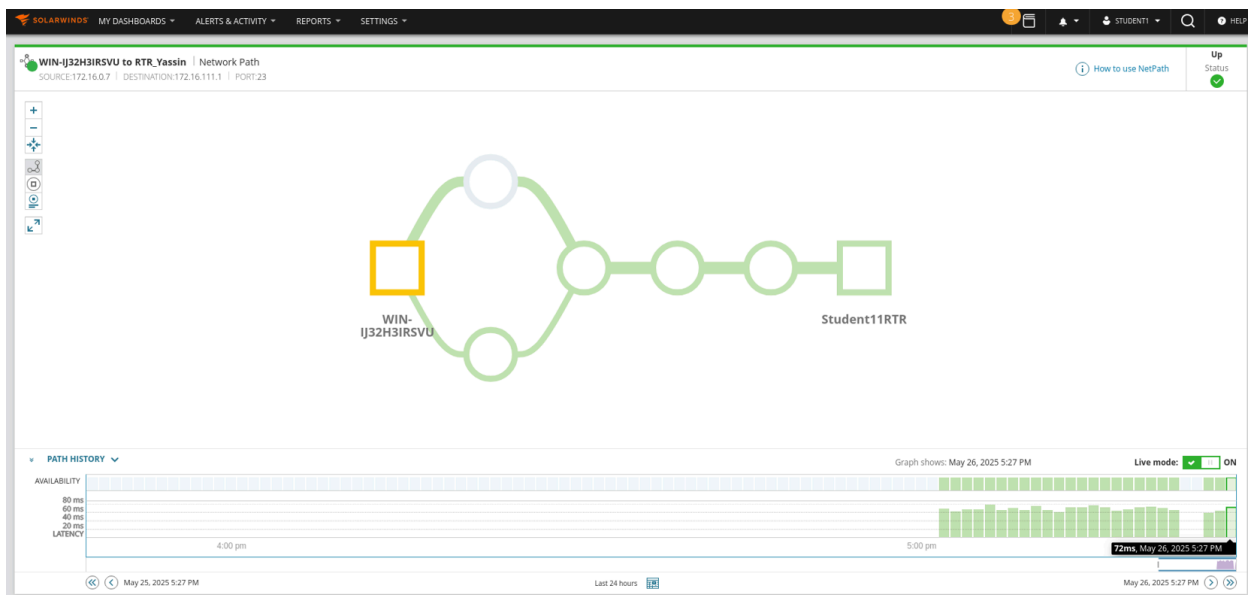 SOLARWINDS MY DASHBOARDS ALERTS & ACTIVITY REPORTS SETTINGS 3 STUDENT1 HELP
WIN-IJ32H3IRSVU to RTR_Yassin | Network Path
SOURCE:172.16.0.7 | DESTINATION:172.16.111.1 | PORT:23
How to use NetPath
Up
Status
WIN-
IJ32H3IRSVU
Student11RTR
PATH HISTORY
Graph shows: May 26, 2025 5:27 PM
Live mode: ON
AVAILABILITY
80 ms
60 ms
40 ms
20 ms
LATENCY
4:00 pm
5:00 pm
72ms, May 26, 2025 5:27 PM
May 25, 2025 5:27 PM
Last 24 hours
May 26, 2025 5:27 PM